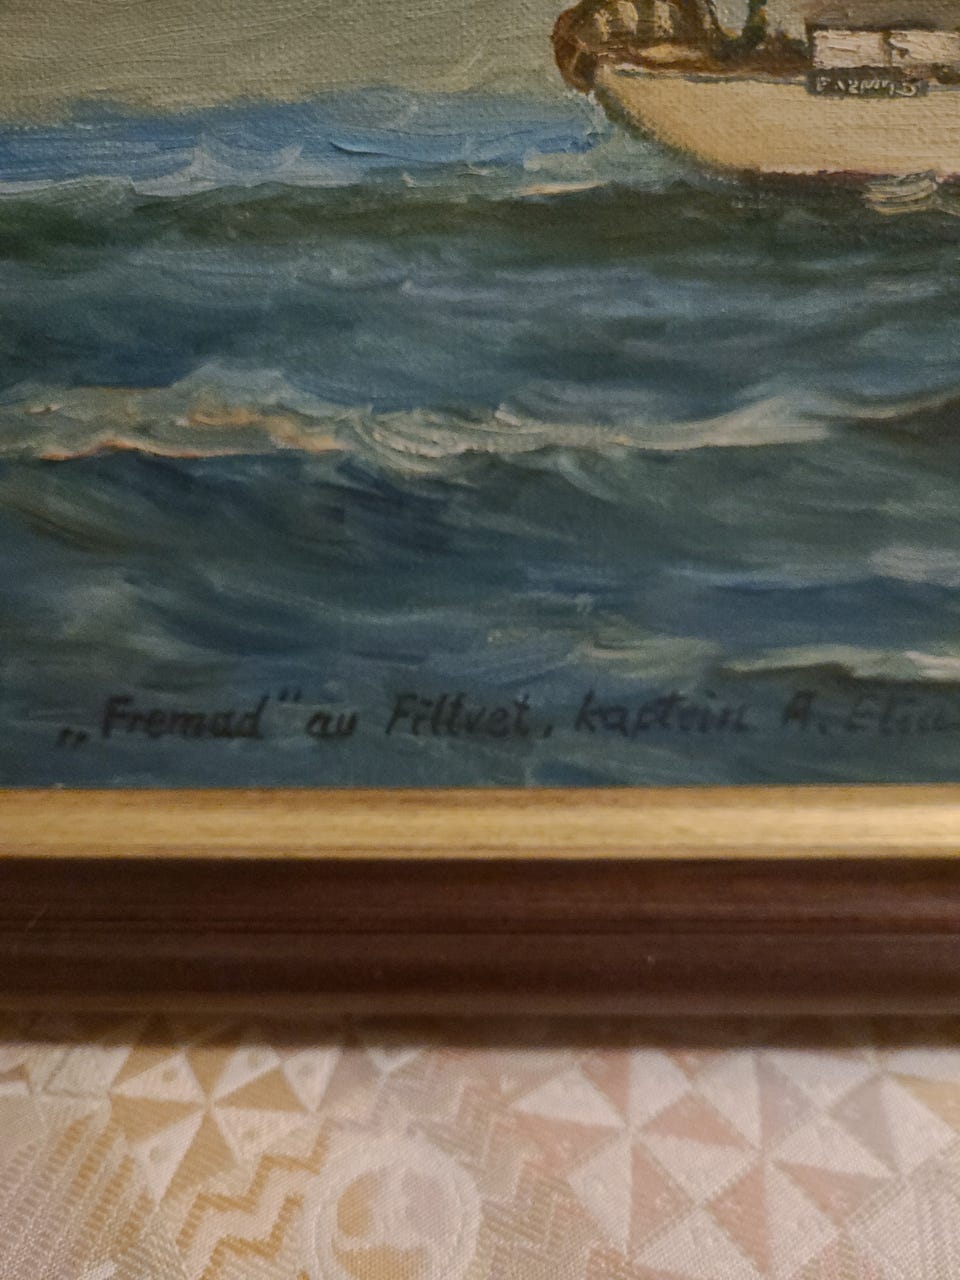 „Fremad" av Filtvet, kaptein A.